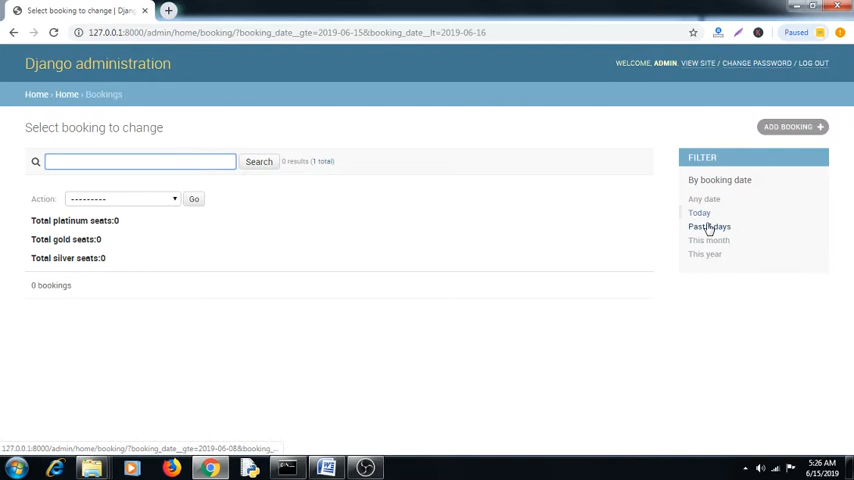 Select booking to change | Djang
127.0.0.1:8000/admin/home/booking/?booking_date__gte=2019-06-15&booking_date__lt=2019-06-16
Paused
Django administration
WELCOME, ADMIN. VIEW SITE / CHANGE PASSWORD / LOG OUT
Home › Home › Bookings
Select booking to change
ADD BOOKING +
Search
0 results (1 total)
FILTER
By booking date
Any date
Today
Past days
This month
This year
Action:
---------
Go
Total platinum seats:0
Total gold seats:0
Total silver seats:0
0 bookings
127.0.0.1:8000/admin/home/booking/?booking_date__gte=2019-06-08&booking_...
5:26 AM
6/15/2019